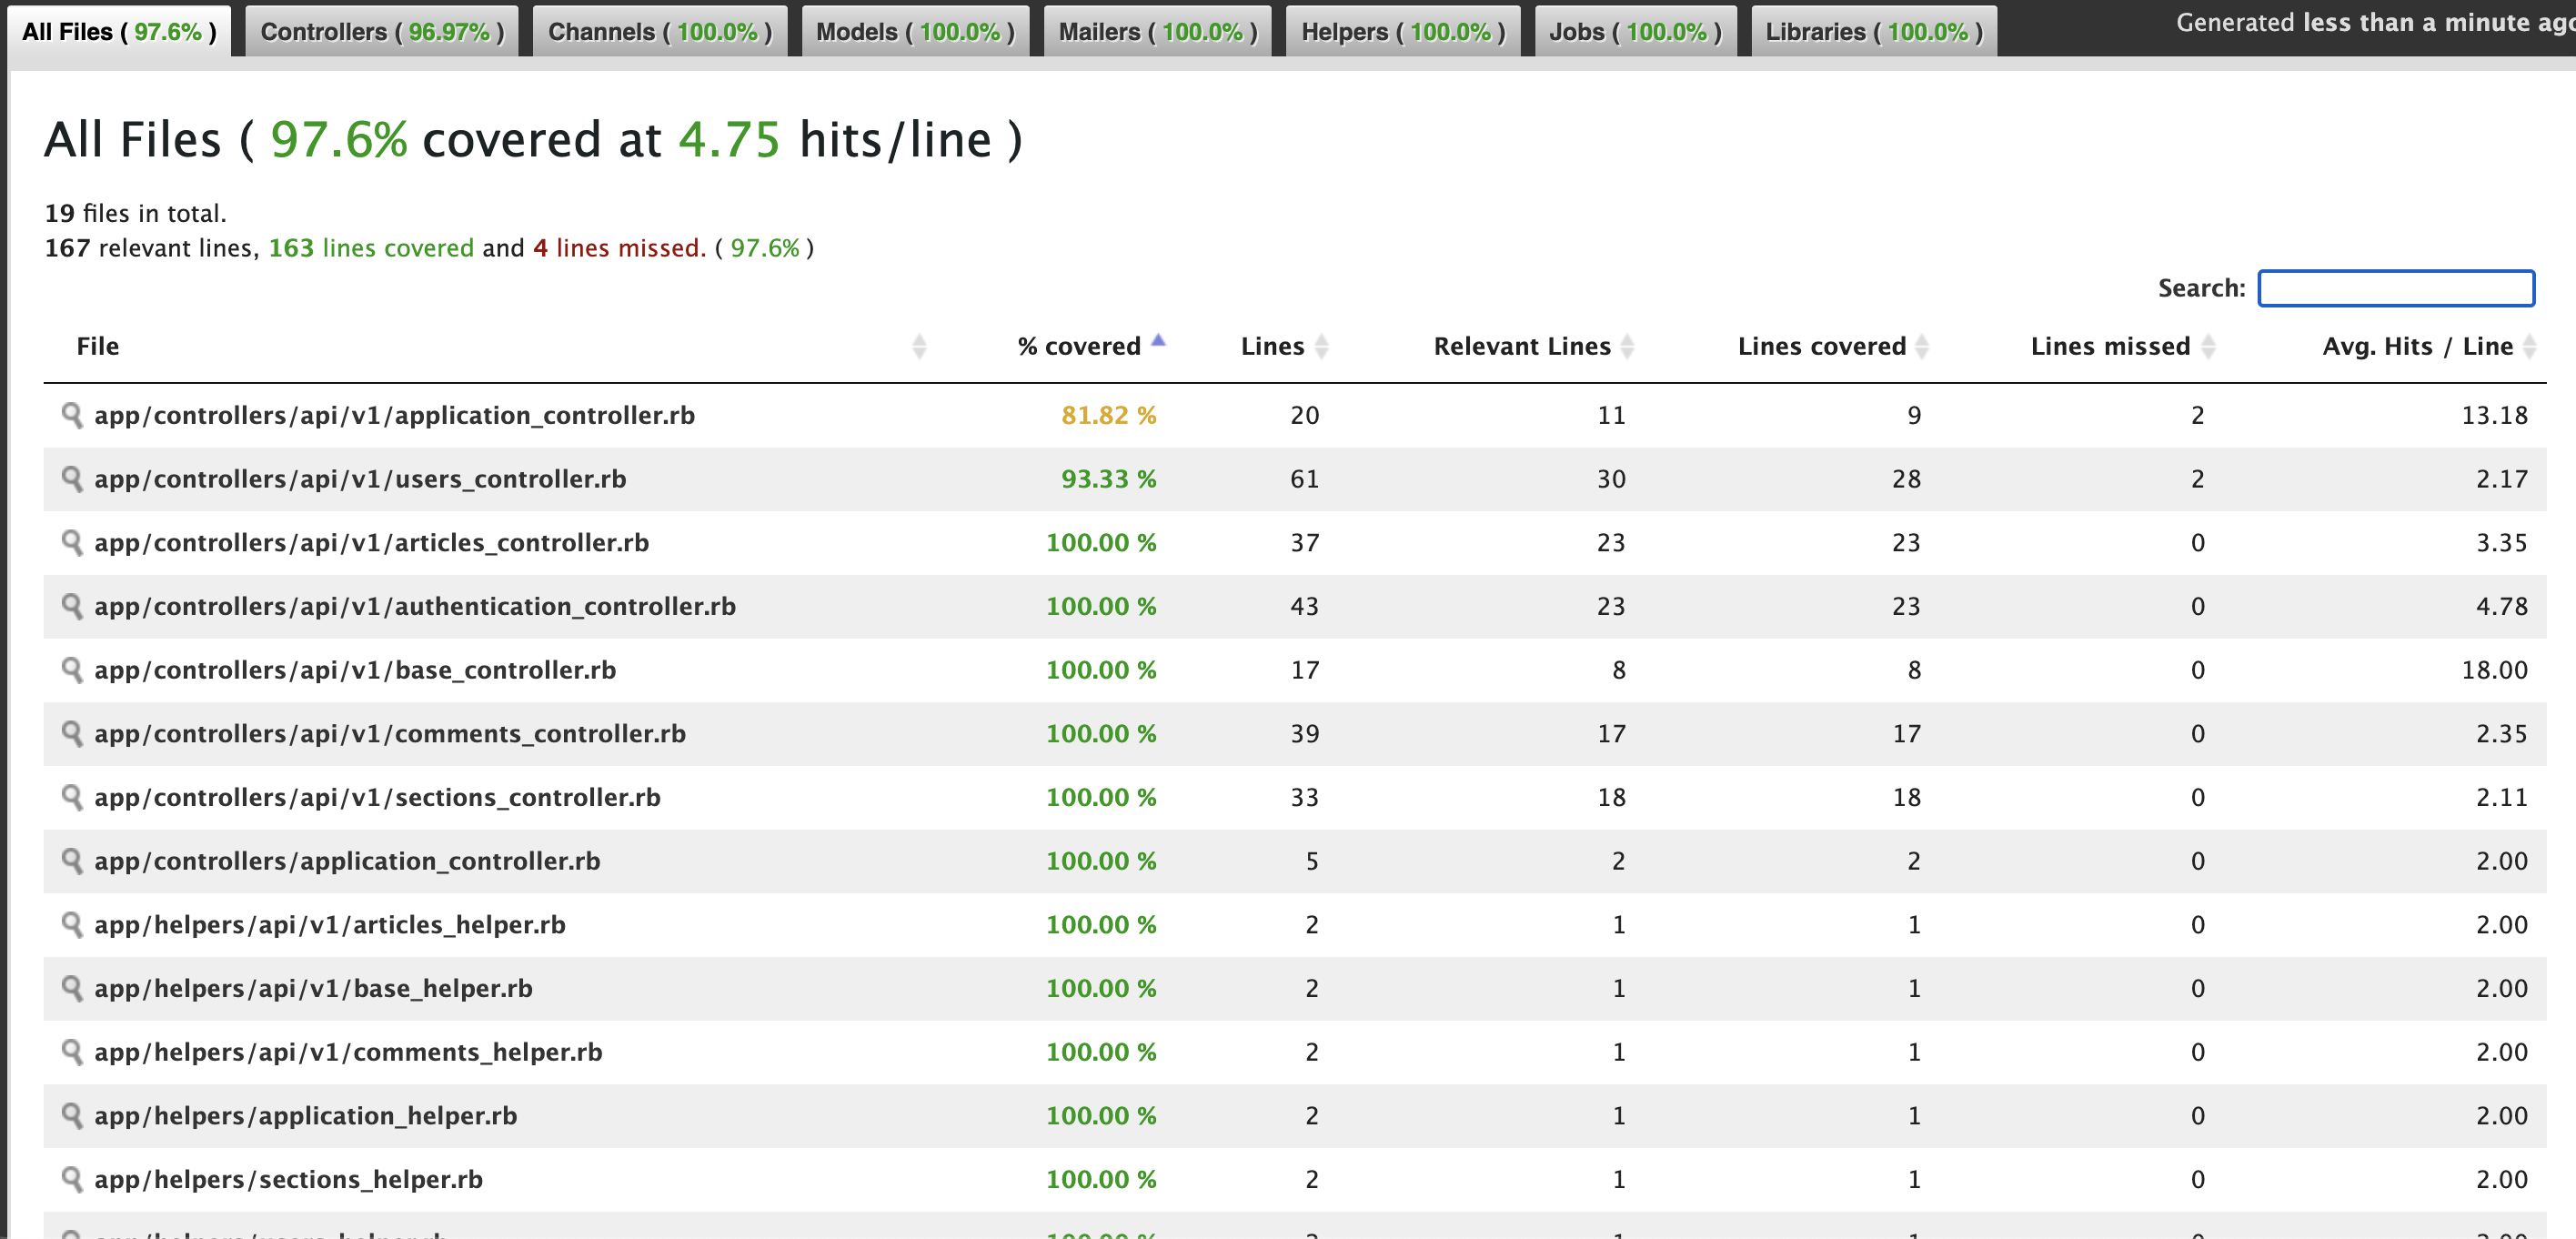 All Files ( 97.6% ) Controllers ( 96.97% ) Channels ( 100.0% ) Models ( 100.0% ) Mailers ( 100.0% ) Helpers ( 100.0% ) Jobs ( 100.0% ) Libraries ( 100.0% ) Generated less than a minute ago
All Files ( 97.6% covered at 4.75 hits/line )
19 files in total.
167 relevant lines, 163 lines covered and 4 lines missed. ( 97.6% )
Search:
File % covered Lines Relevant Lines Lines covered Lines missed Avg. Hits / Line
app/controllers/api/v1/application_controller.rb 81.82 % 20 11 9 2 13.18
app/controllers/api/v1/users_controller.rb 93.33 % 61 30 28 2 2.17
app/controllers/api/v1/articles_controller.rb 100.00 % 37 23 23 0 3.35
app/controllers/api/v1/authentication_controller.rb 100.00 % 43 23 23 0 4.78
app/controllers/api/v1/base_controller.rb 100.00 % 17 8 8 0 18.00
app/controllers/api/v1/comments_controller.rb 100.00 % 39 17 17 0 2.35
app/controllers/api/v1/sections_controller.rb 100.00 % 33 18 18 0 2.11
app/controllers/application_controller.rb 100.00 % 5 2 2 0 2.00
app/helpers/api/v1/articles_helper.rb 100.00 % 2 1 1 0 2.00
app/helpers/api/v1/base_helper.rb 100.00 % 2 1 1 0 2.00
app/helpers/api/v1/comments_helper.rb 100.00 % 2 1 1 0 2.00
app/helpers/application_helper.rb 100.00 % 2 1 1 0 2.00
app/helpers/sections_helper.rb 100.00 % 2 1 1 0 2.00